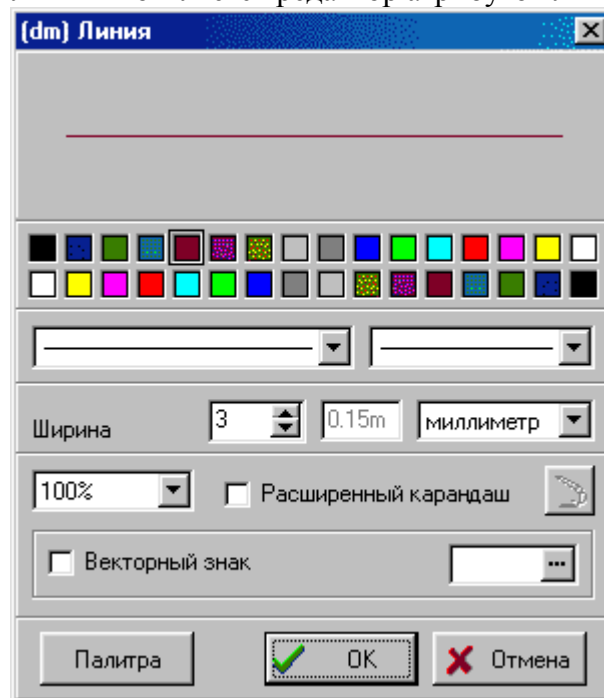 (dm) Линия
Ширина 3 0.15m миллиметр
100% Расширенный карандаш
Векторный знак ...
Палитра OK Отмена